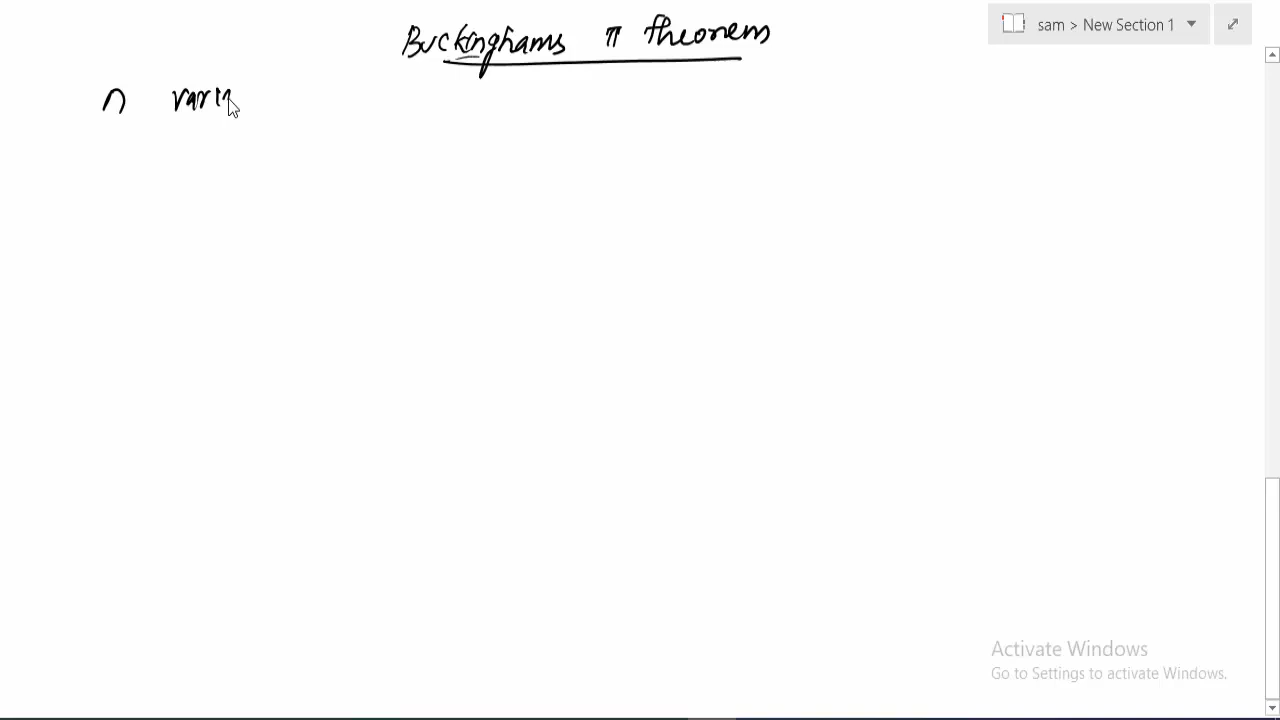 Buckinghams π theorem
sam > New Section 1
n varia
Activate Windows
Go to Settings to activate Windows.